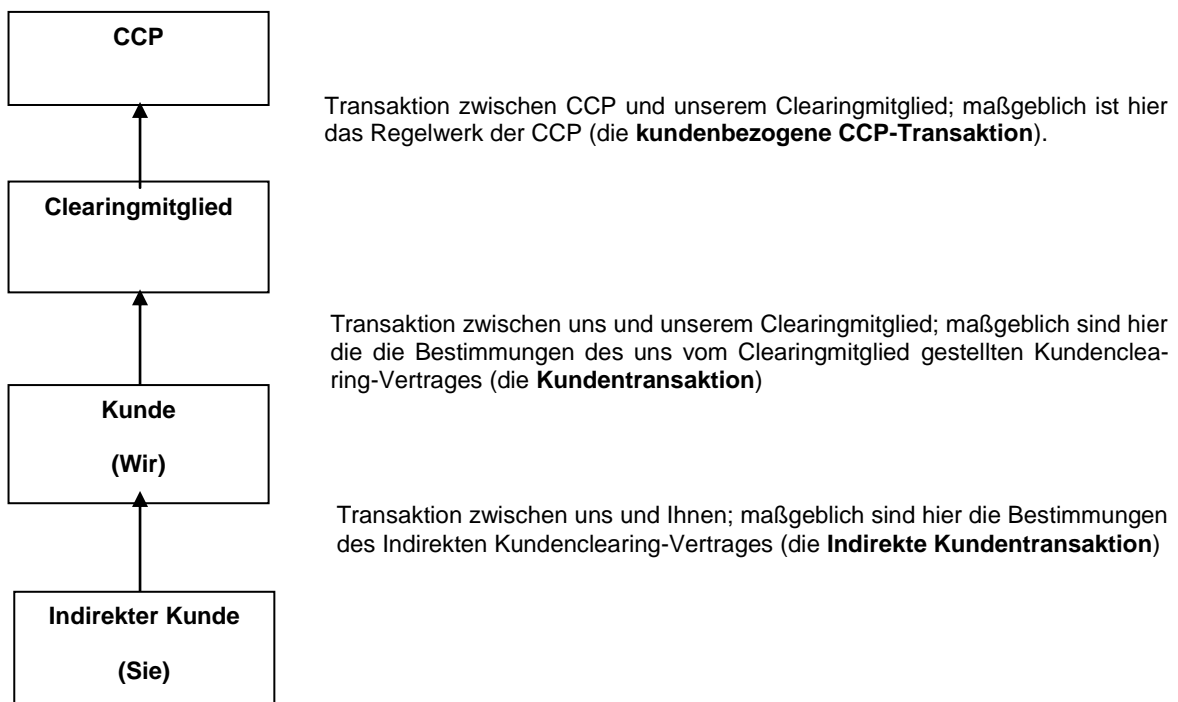 CCP
Transaktion zwischen CCP und unserem Clearingmitglied; maßgeblich ist hier
das Regelwerk der CCP (die kundenbezogene CCP-Transaktion).
Clearingmitglied
Transaktion zwischen uns und unserem Clearingmitglied; maßgeblich sind hier
die die Bestimmungen des uns vom Clearingmitglied gestellten Kundenclea-
ring-Vertrages (die Kundentransaktion)
Kunde
(Wir)
Transaktion zwischen uns und Ihnen; maßgeblich sind hier die Bestimmungen
des Indirekten Kundenclearing-Vertrages (die Indirekte Kundentransaktion)
Indirekter Kunde
(Sie)